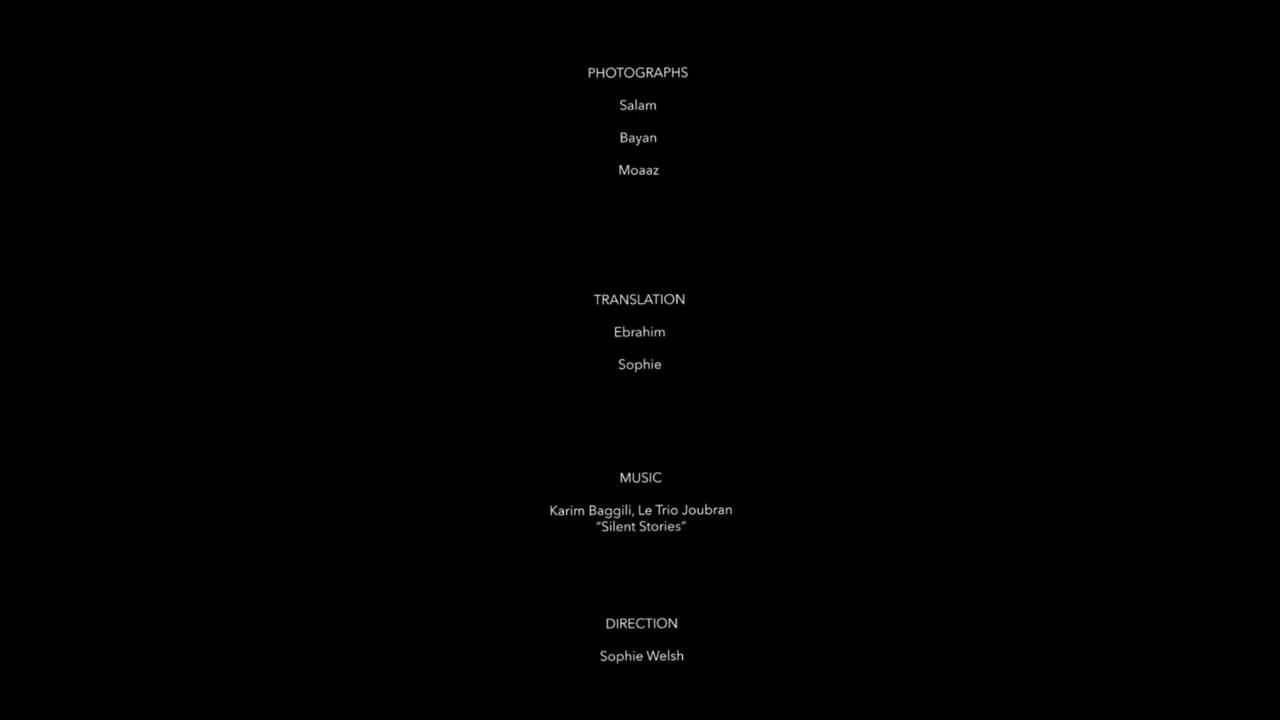 PHOTOGRAPHS
Salam
Bayan
Moaaz
TRANSLATION
Ebrahim
Sophie
MUSIC
Karim Baggili, Le Trio Joubran
“Silent Stories”
DIRECTION
Sophie Welsh